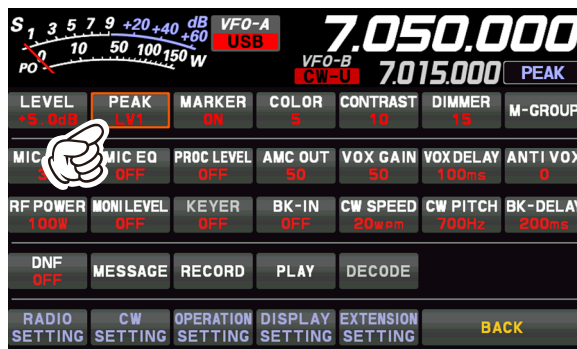 S 1 3 5 7 9 +20 +40 +60 dB VFO-A 7.050.000
USB
PO 10 50 100 150 W VFO-B 7.015.000 PEAK
CW-U
LEVEL PEAK MARKER COLOR CONTRAST DIMMER M-GROUP
+5.0dB LV1 ON 5 10 15
MIC MIC EQ PROC LEVEL AMC OUT VOX GAIN VOX DELAY ANTI VOX
OFF OFF 50 50 100ms 0
RF POWER MONI LEVEL KEYER BK-IN CW SPEED CW PITCH BK-DELAY
100W OFF OFF OFF 20wpm 700Hz 200ms
DNF MESSAGE RECORD PLAY DECODE
OFF
RADIO CW OPERATION DISPLAY EXTENSION BACK
SETTING SETTING SETTING SETTING SETTING